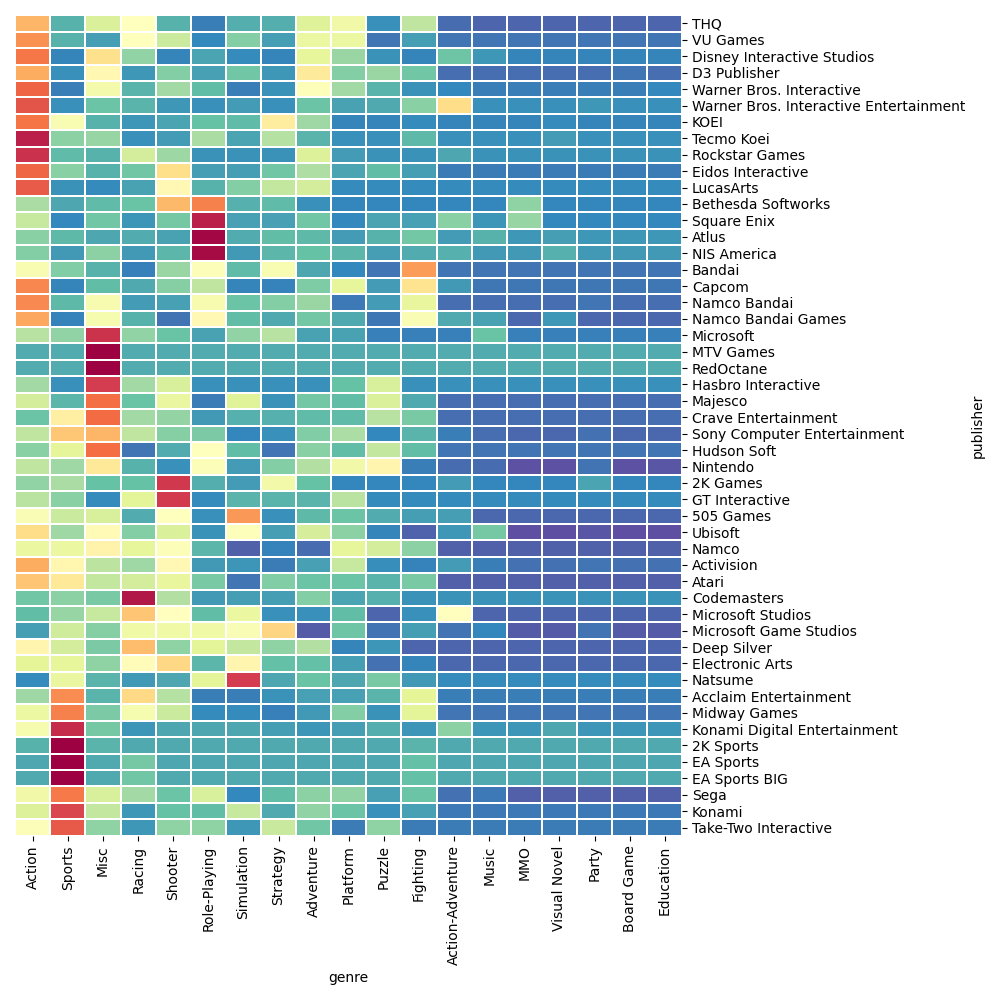 THQ
VU Games
Disney Interactive Studios
D3 Publisher
Warner Bros. Interactive
Warner Bros. Interactive Entertainment
KOEI
Tecmo Koei
Rockstar Games
Eidos Interactive
LucasArts
Bethesda Softworks
Square Enix
Atlus
NIS America
Bandai
Capcom
Namco Bandai
Namco Bandai Games
Microsoft
MTV Games
RedOctane
Hasbro Interactive
Majesco
Crave Entertainment
Sony Computer Entertainment
Hudson Soft
Nintendo
2K Games
GT Interactive
505 Games
Ubisoft
Namco
Activision
Atari
Codemasters
Microsoft Studios
Microsoft Game Studios
Deep Silver
Electronic Arts
Natsume
Acclaim Entertainment
Midway Games
Konami Digital Entertainment
2K Sports
EA Sports
EA Sports BIG
Sega
Konami
Take-Two Interactive
publisher
Action
Sports
Misc
Racing
Shooter
Role-Playing
Simulation
Strategy
Adventure
Platform
Puzzle
Fighting
Action-Adventure
Music
MMO
Visual Novel
Party
Board Game
Education
genre